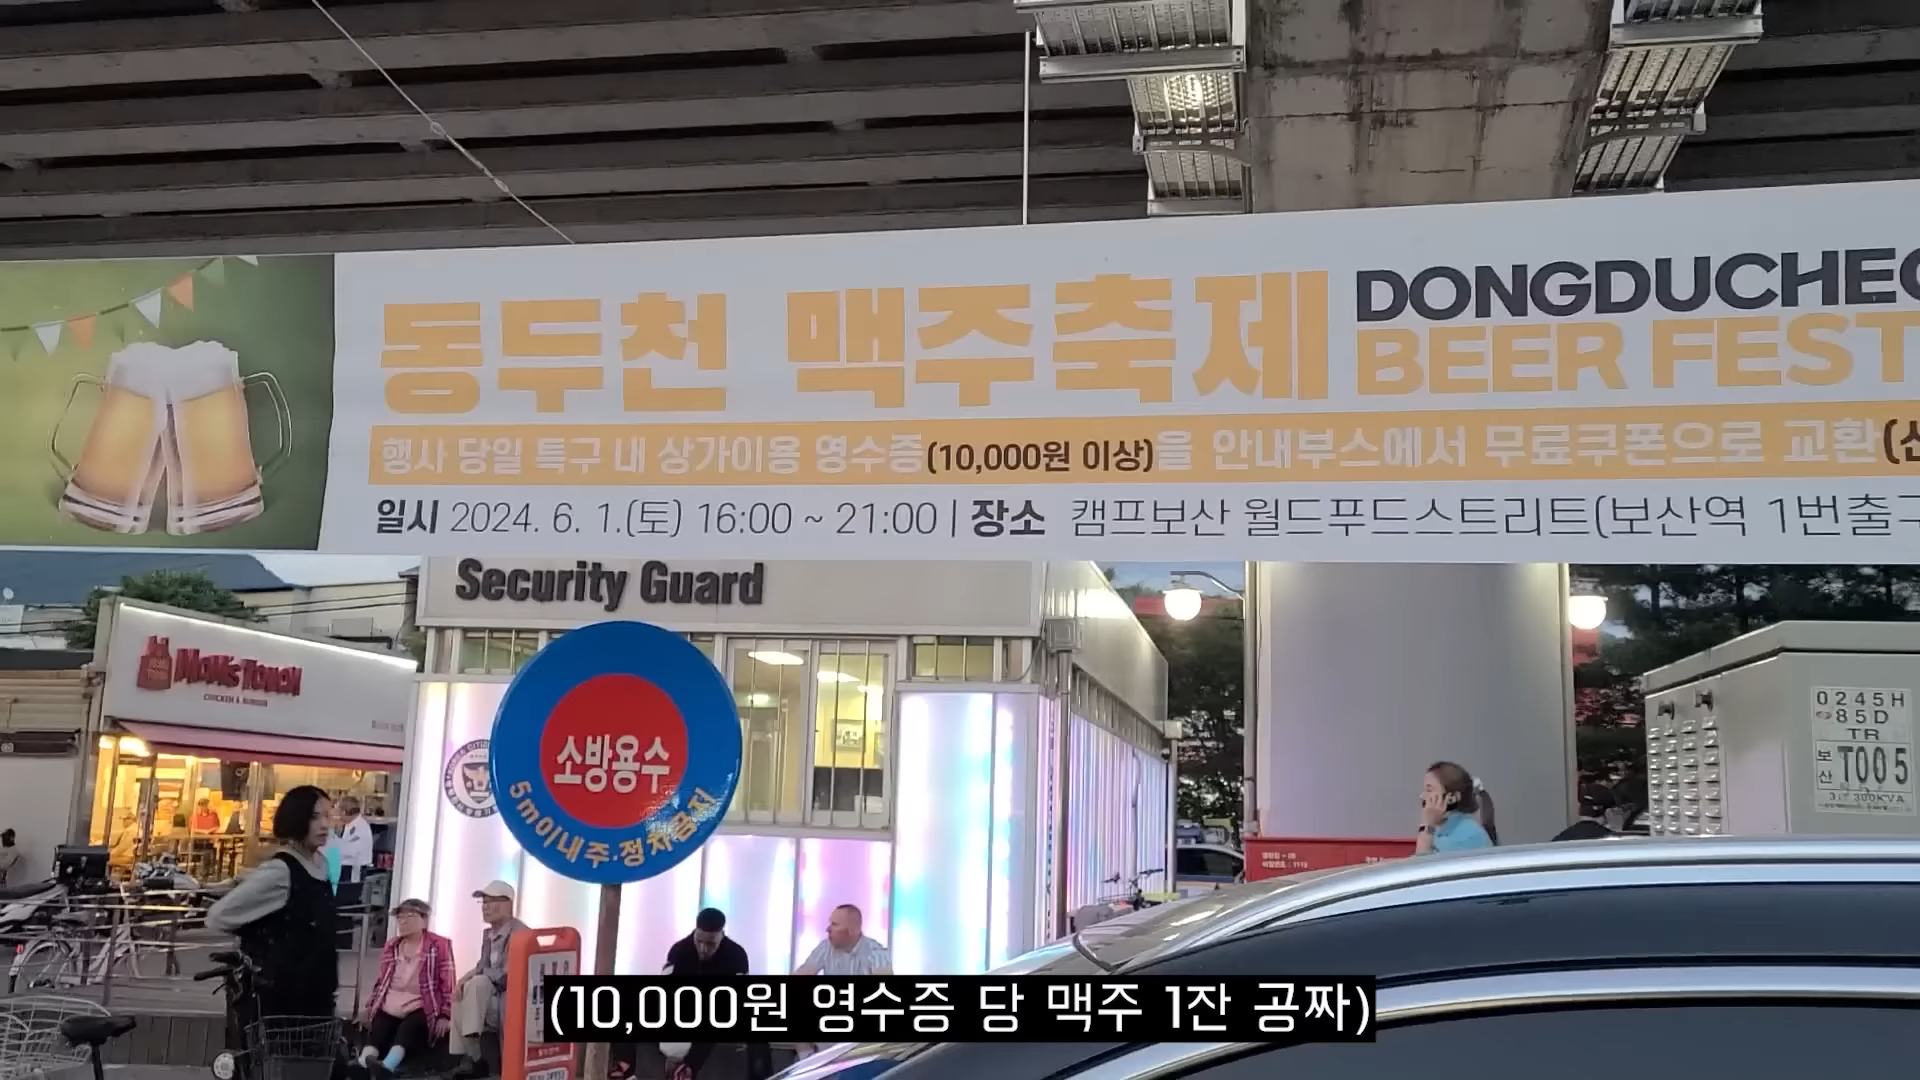 동두천 맥주축제
DONGDUCHEO
BEER FEST
행사 당일 특구 내 상가이용 영수증(10,000원 이상)을 안내부스에서 무료쿠폰으로 교환(선
일시 2024. 6. 1.(토) 16:00 ~ 21:00 | 장소 캠프보산 월드푸드스트리트(보산역 1번출구
Security Guard
MOM'S TOUCH
CHICKEN & BURGER
소방용수
5m이내주·정차금지
0245H
85D
TR
보산 T005
3상 300KVA
(10,000원 영수증 당 맥주 1잔 공짜)